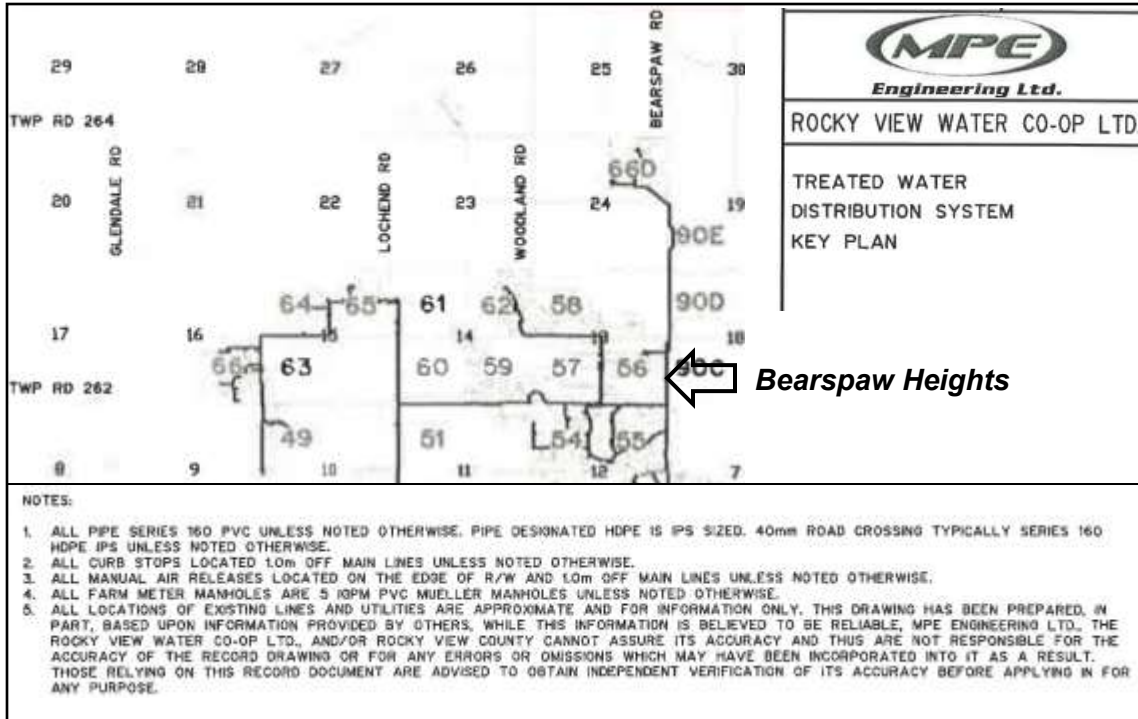 BEARSPAW RD
29 28 27 26 25 30
TWP RD 264
GLENDALE RD
LOCHEND RD
WOODLAND RD
66D
20 21 22 23 24 19
90E
64 65 61 62 58 90D
17 16 15 14 13 18
66 63 60 59 57 56 90C
TWP RD 262
Bearspaw Heights
49 51 54 55
8 9 10 11 12 7
MPE
Engineering Ltd.
ROCKY VIEW WATER CO-OP LTD
TREATED WATER
DISTRIBUTION SYSTEM
KEY PLAN
NOTES:
1. ALL PIPE SERIES 160 PVC UNLESS NOTED OTHERWISE. PIPE DESIGNATED HDPE IS IPS SIZED. 40mm ROAD CROSSING TYPICALLY SERIES 160
HDPE IPS UNLESS NOTED OTHERWISE.
2. ALL CURB STOPS LOCATED 1.0m OFF MAIN LINES UNLESS NOTED OTHERWISE.
3. ALL MANUAL AIR RELEASES LOCATED ON THE EDGE OF R/W AND 1.0m OFF MAIN LINES UNLESS NOTED OTHERWISE.
4. ALL FARM METER MANHOLES ARE 5 IGPM PVC MUELLER MANHOLES UNLESS NOTED OTHERWISE.
5. ALL LOCATIONS OF EXISTING LINES AND UTILITIES ARE APPROXIMATE AND FOR INFORMATION ONLY. THIS DRAWING HAS BEEN PREPARED, IN
PART, BASED UPON INFORMATION PROVIDED BY OTHERS, WHILE THIS INFORMATION IS BELIEVED TO BE RELIABLE, MPE ENGINEERING LTD., THE
ROCKY VIEW WATER CO-OP LTD., AND/OR ROCKY VIEW COUNTY CANNOT ASSURE ITS ACCURACY AND THUS ARE NOT RESPONSIBLE FOR THE
ACCURACY OF THE RECORD DRAWING OR FOR ANY ERRORS OR OMISSIONS WHICH MAY HAVE BEEN INCORPORATED INTO IT AS A RESULT.
THOSE RELYING ON THIS RECORD DOCUMENT ARE ADVISED TO OBTAIN INDEPENDENT VERIFICATION OF ITS ACCURACY BEFORE APPLYING IN FOR
ANY PURPOSE.